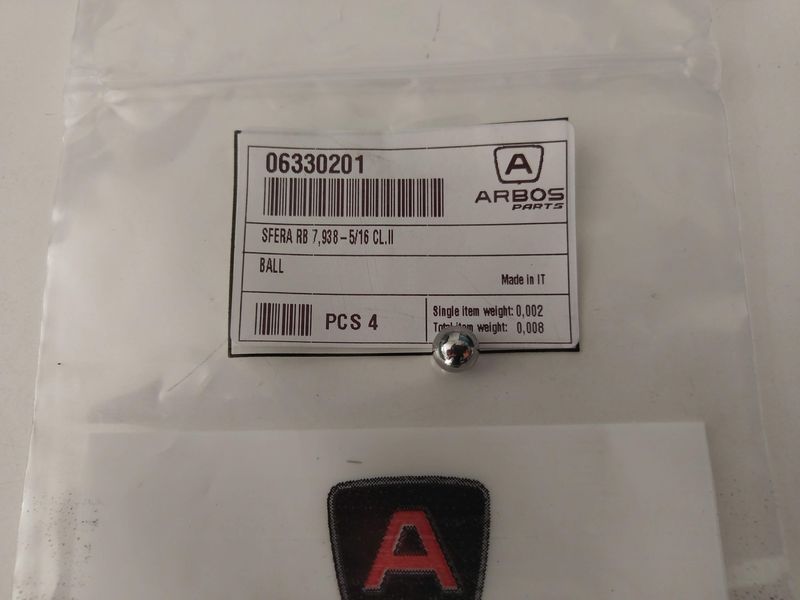 06330201
A
ARBOS
PARTS
SFERA RB 7,938-5/16 CL.II
BALL
Made in IT
PCS 4
Single item weight: 0,002
Total item weight: 0,008
A